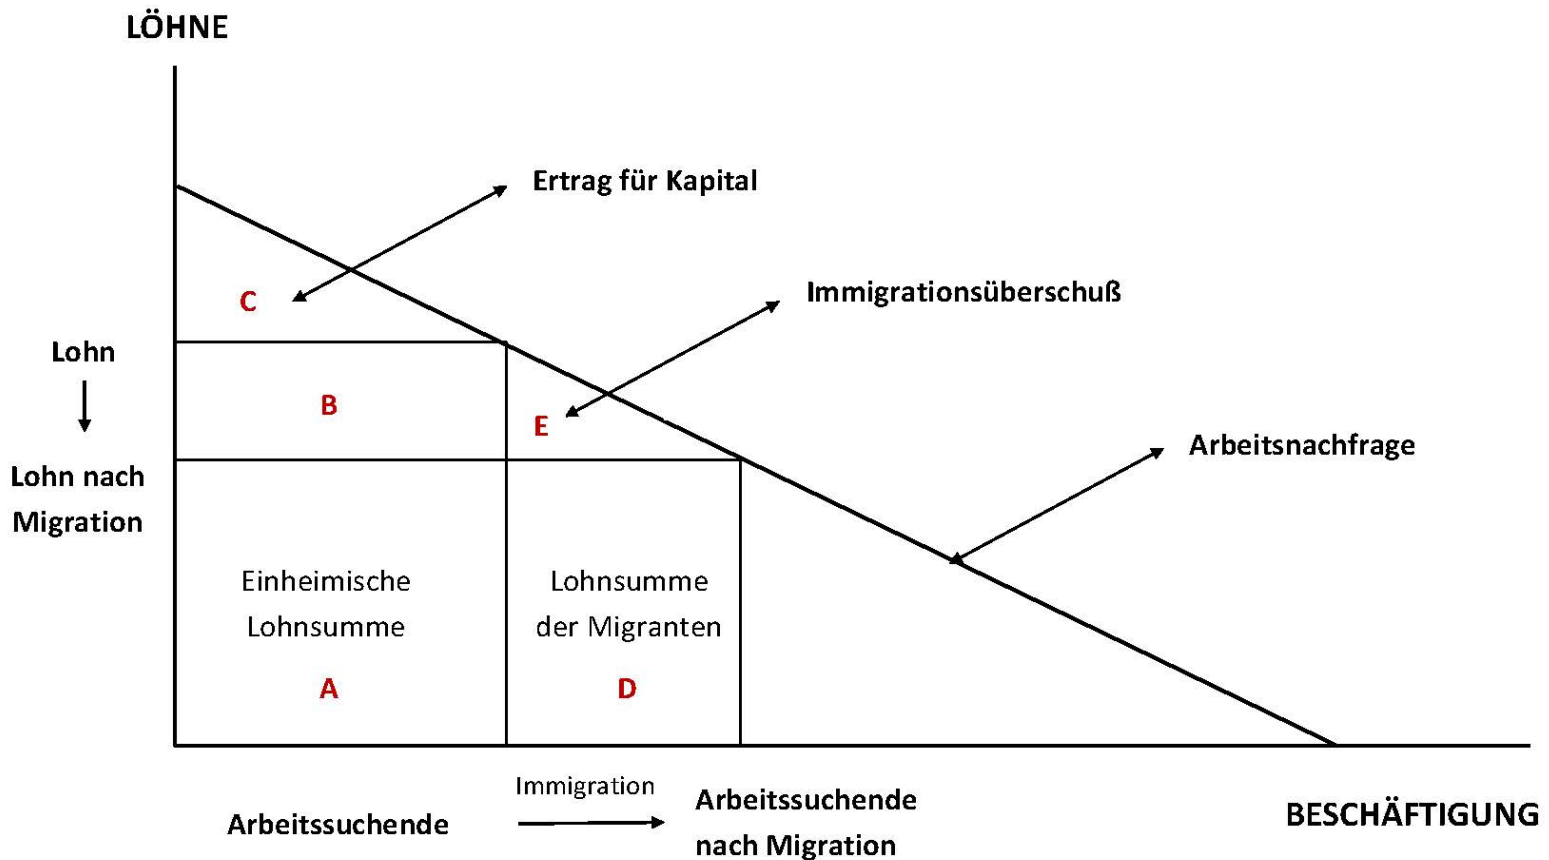 LÖHNE
Ertrag für Kapital
C
Immigrationsüberschuß
Lohn
B
E
Arbeitsnachfrage
Lohn nach
Migration
Einheimische
Lohnsumme
A
Lohnsumme
der Migranten
D
Arbeitssuchende
Immigration
Arbeitssuchende
nach Migration
BESCHÄFTIGUNG